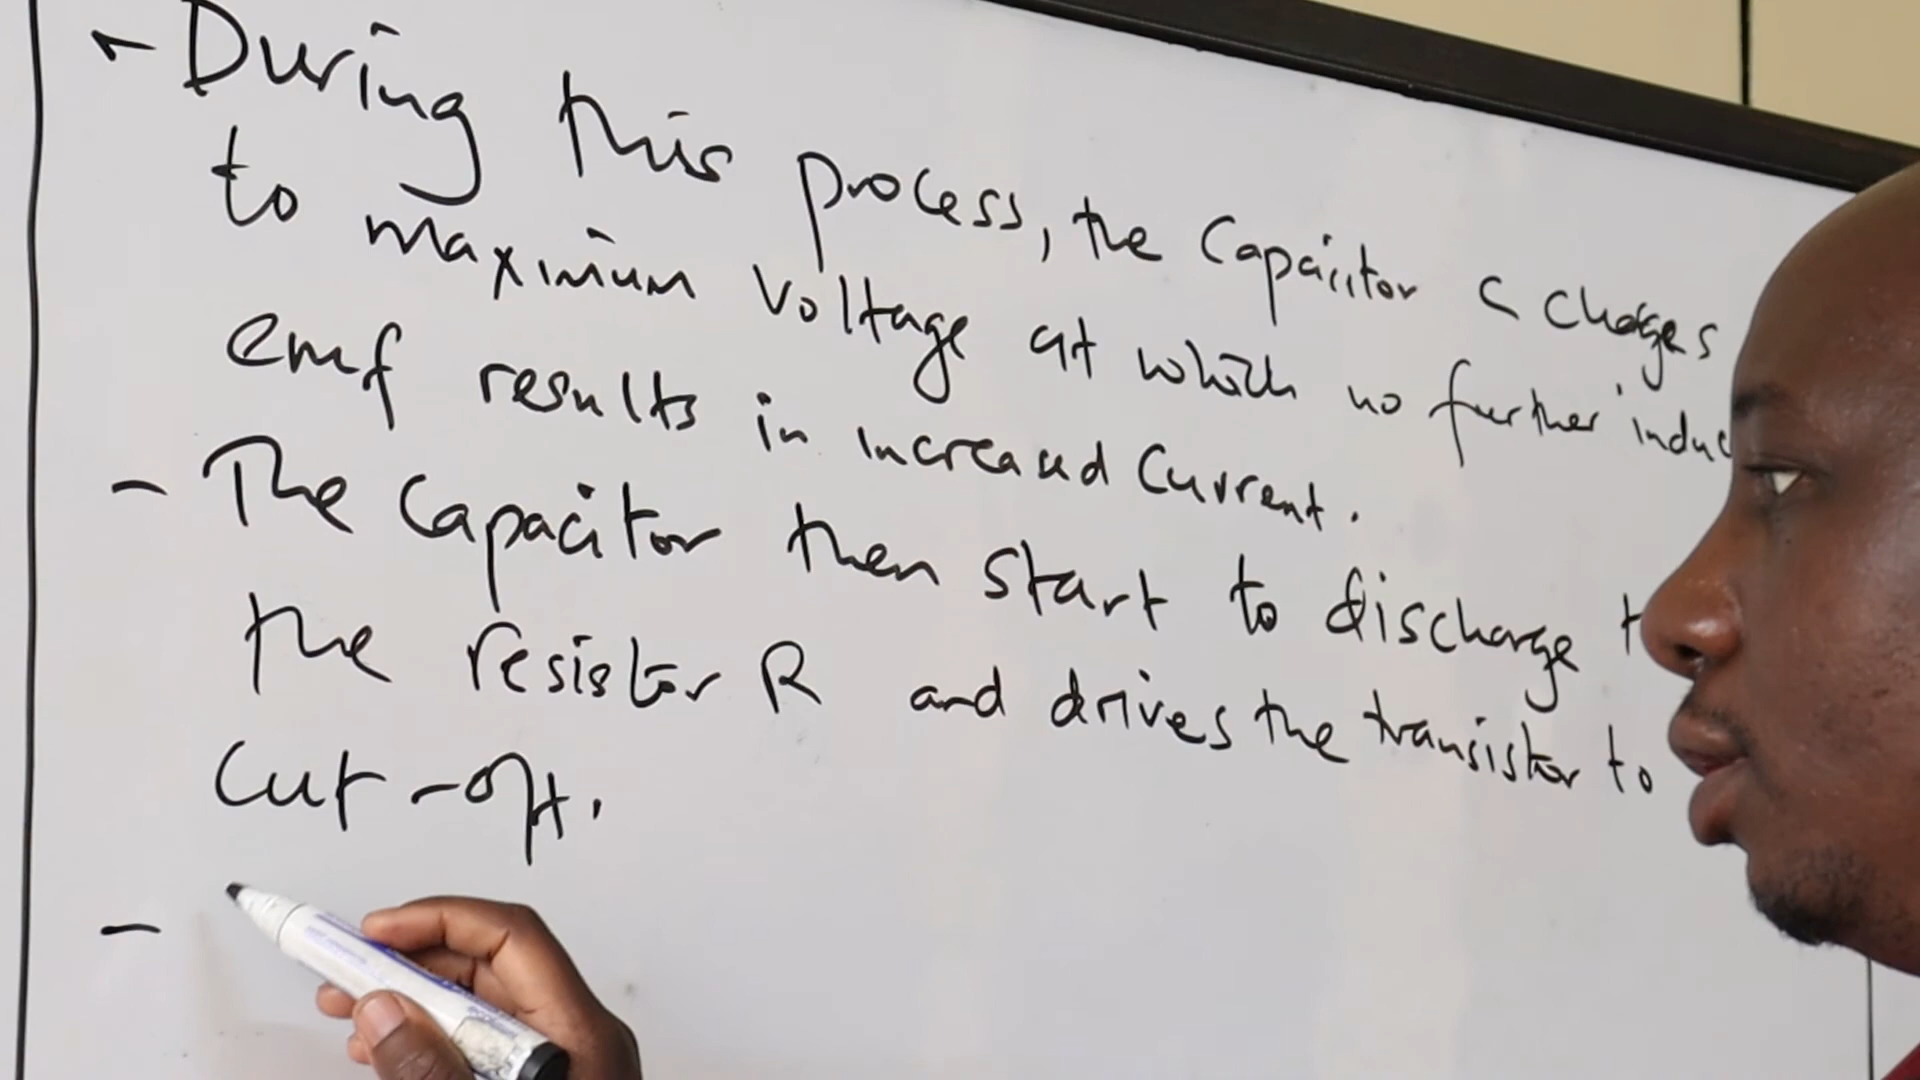 - During this process, the Capacitor C charges
to maximum voltage at which no further induc
emf results in increased Current.
- The Capacitor then start to discharge t
the resistor R and drives the transistor to
Cut-off.
-